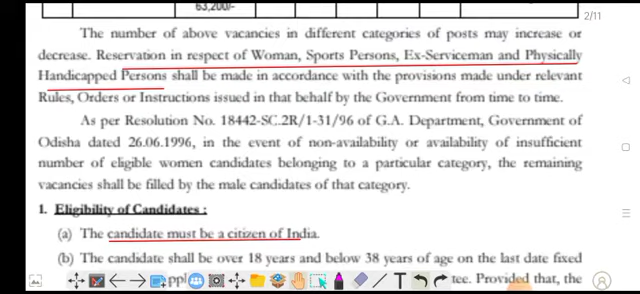 63,200/-
2/11
The number of above vacancies in different categories of posts may increase or
decrease. Reservation in respect of Woman, Sports Persons, Ex-Serviceman and Physically
Handicapped Persons shall be made in accordance with the provisions made under relevant
Rules, Orders or Instructions issued in that behalf by the Government from time to time.
As per Resolution No. 18442-SC.2R/1-31/96 of G.A. Department, Government of
Odisha dated 26.06.1996, in the event of non-availability or availability of insufficient
number of eligible women candidates belonging to a particular category, the remaining
vacancies shall be filled by the male candidates of that category.
1. Eligibility of Candidates :
(a) The candidate must be a citizen of India.
(b) The candidate shall be over 18 years and below 38 years of age on the last date fixed
tee. Provided that, the